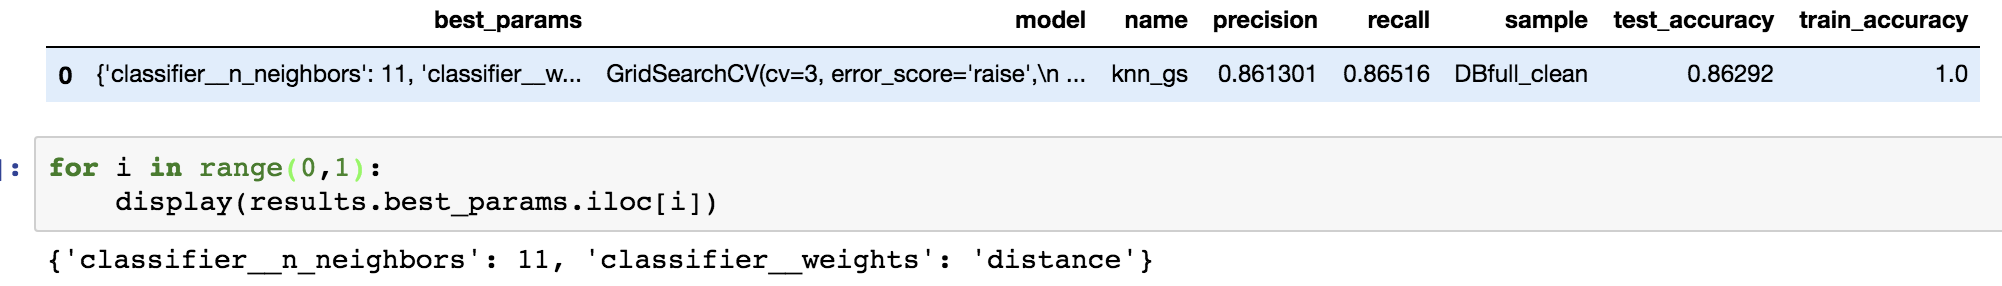 best_params model name precision recall sample test_accuracy train_accuracy
0 {'classifier__n_neighbors': 11, 'classifier__w... GridSearchCV(cv=3, error_score='raise',\n ... knn_gs 0.861301 0.86516 DBfull_clean 0.86292 1.0
]: for i in range(0,1):
display(results.best_params.iloc[i])
{'classifier__n_neighbors': 11, 'classifier__weights': 'distance'}